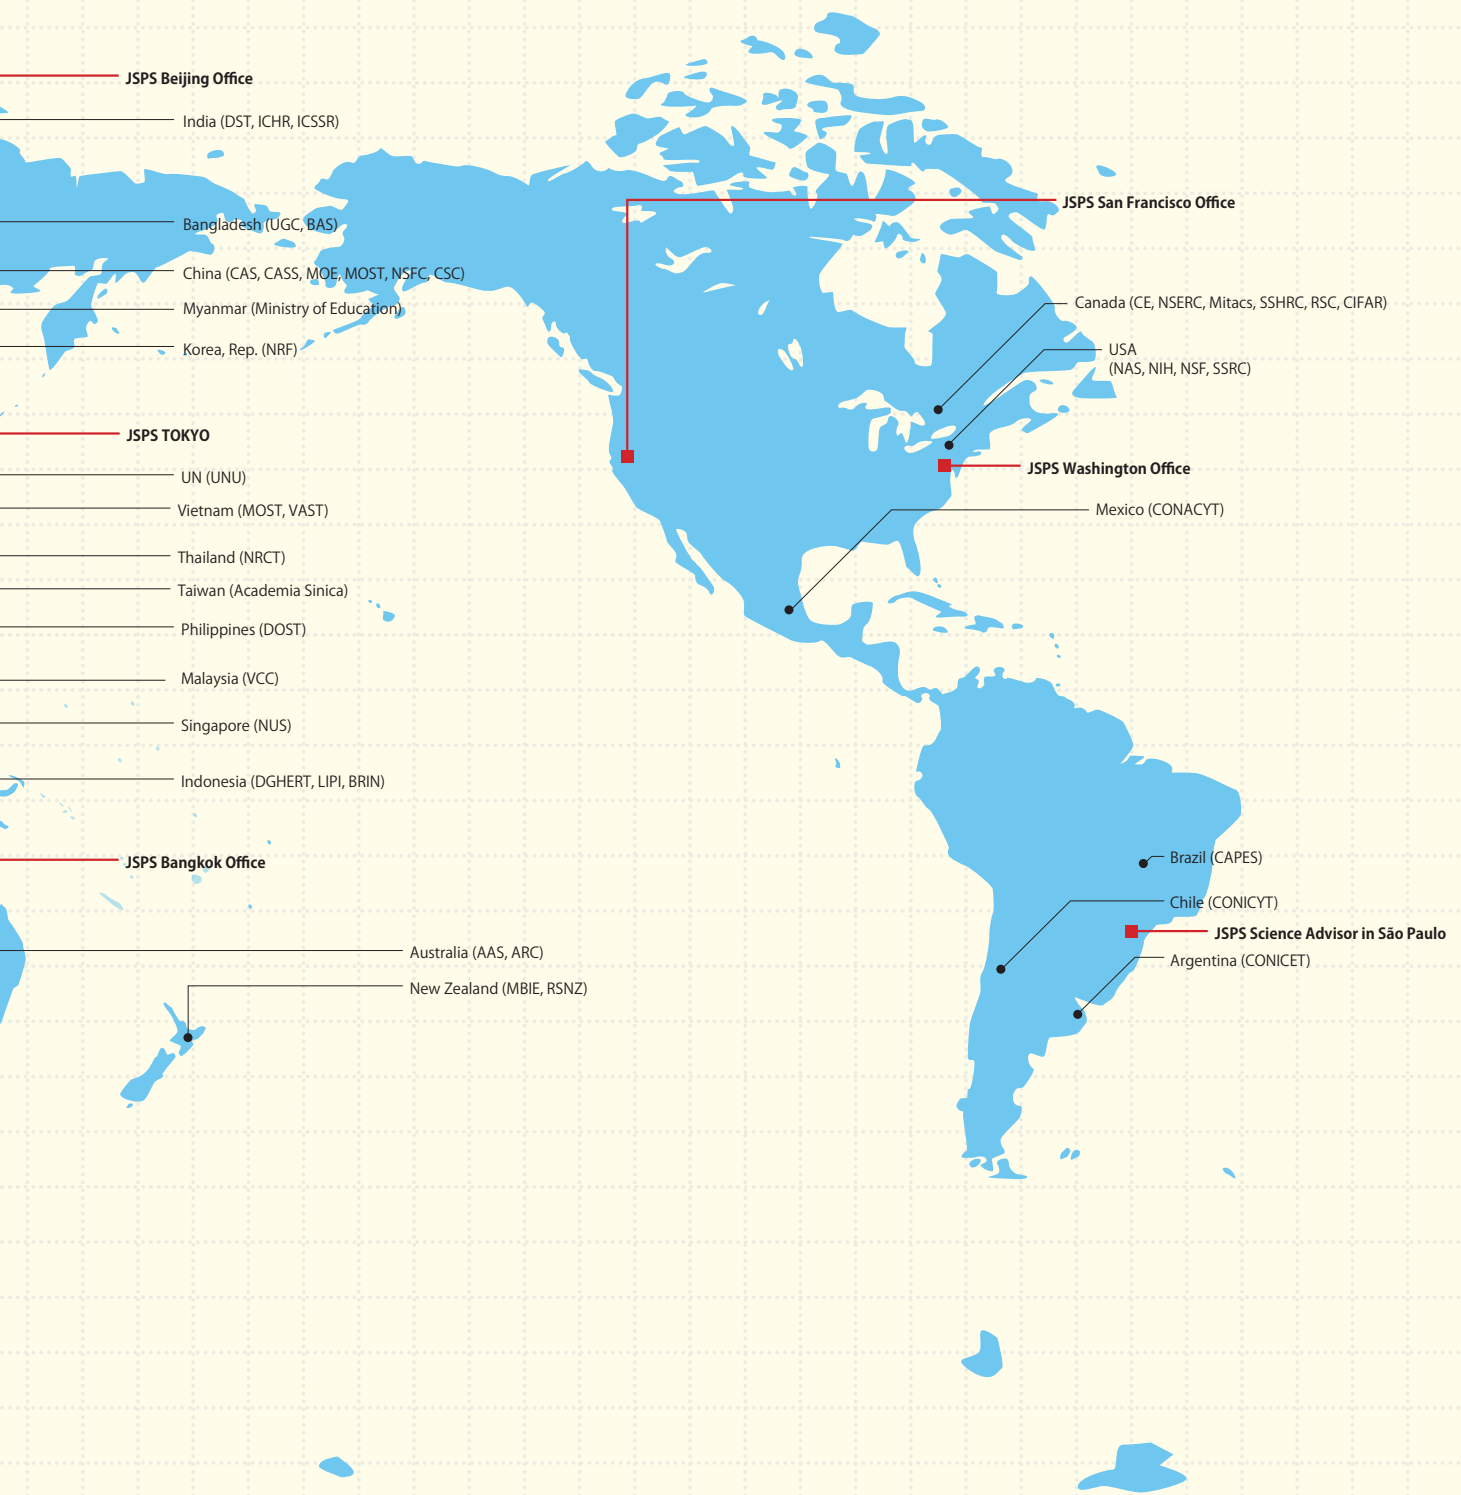 JSPS Beijing Office
India (DST, ICHR, ICSSR)
Bangladesh (UGC, BAS)
China (CAS, CASS, MOE, MOST, NSFC, CSC)
Myanmar (Ministry of Education)
Korea, Rep. (NRF)
JSPS TOKYO
UN (UNU)
Vietnam (MOST, VAST)
Thailand (NRCT)
Taiwan (Academia Sinica)
Philippines (DOST)
Malaysia (VCC)
Singapore (NUS)
Indonesia (DGHERT, LIPI, BRIN)
JSPS Bangkok Office
Australia (AAS, ARC)
New Zealand (MBIE, RSNZ)
JSPS San Francisco Office
Canada (CE, NSERC, Mitacs, SSHRC, RSC, CIFAR)
USA
(NAS, NIH, NSF, SSRC)
JSPS Washington Office
Mexico (CONACYT)
Brazil (CAPES)
Chile (CONICYT)
JSPS Science Advisor in São Paulo
Argentina (CONICET)